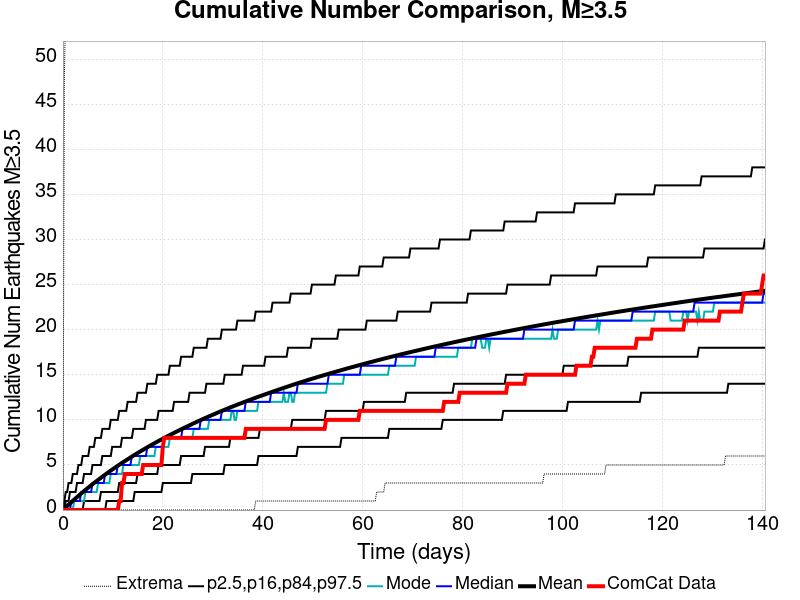 Cumulative Number Comparison, M≥3.5
Cumulative Num Earthquakes M≥3.5
50
45
40
35
30
25
20
15
10
5
0
0 20 40 60 80 100 120 140
Time (days)
Extrema p2.5,p16,p84,p97.5 Mode Median Mean ComCat Data